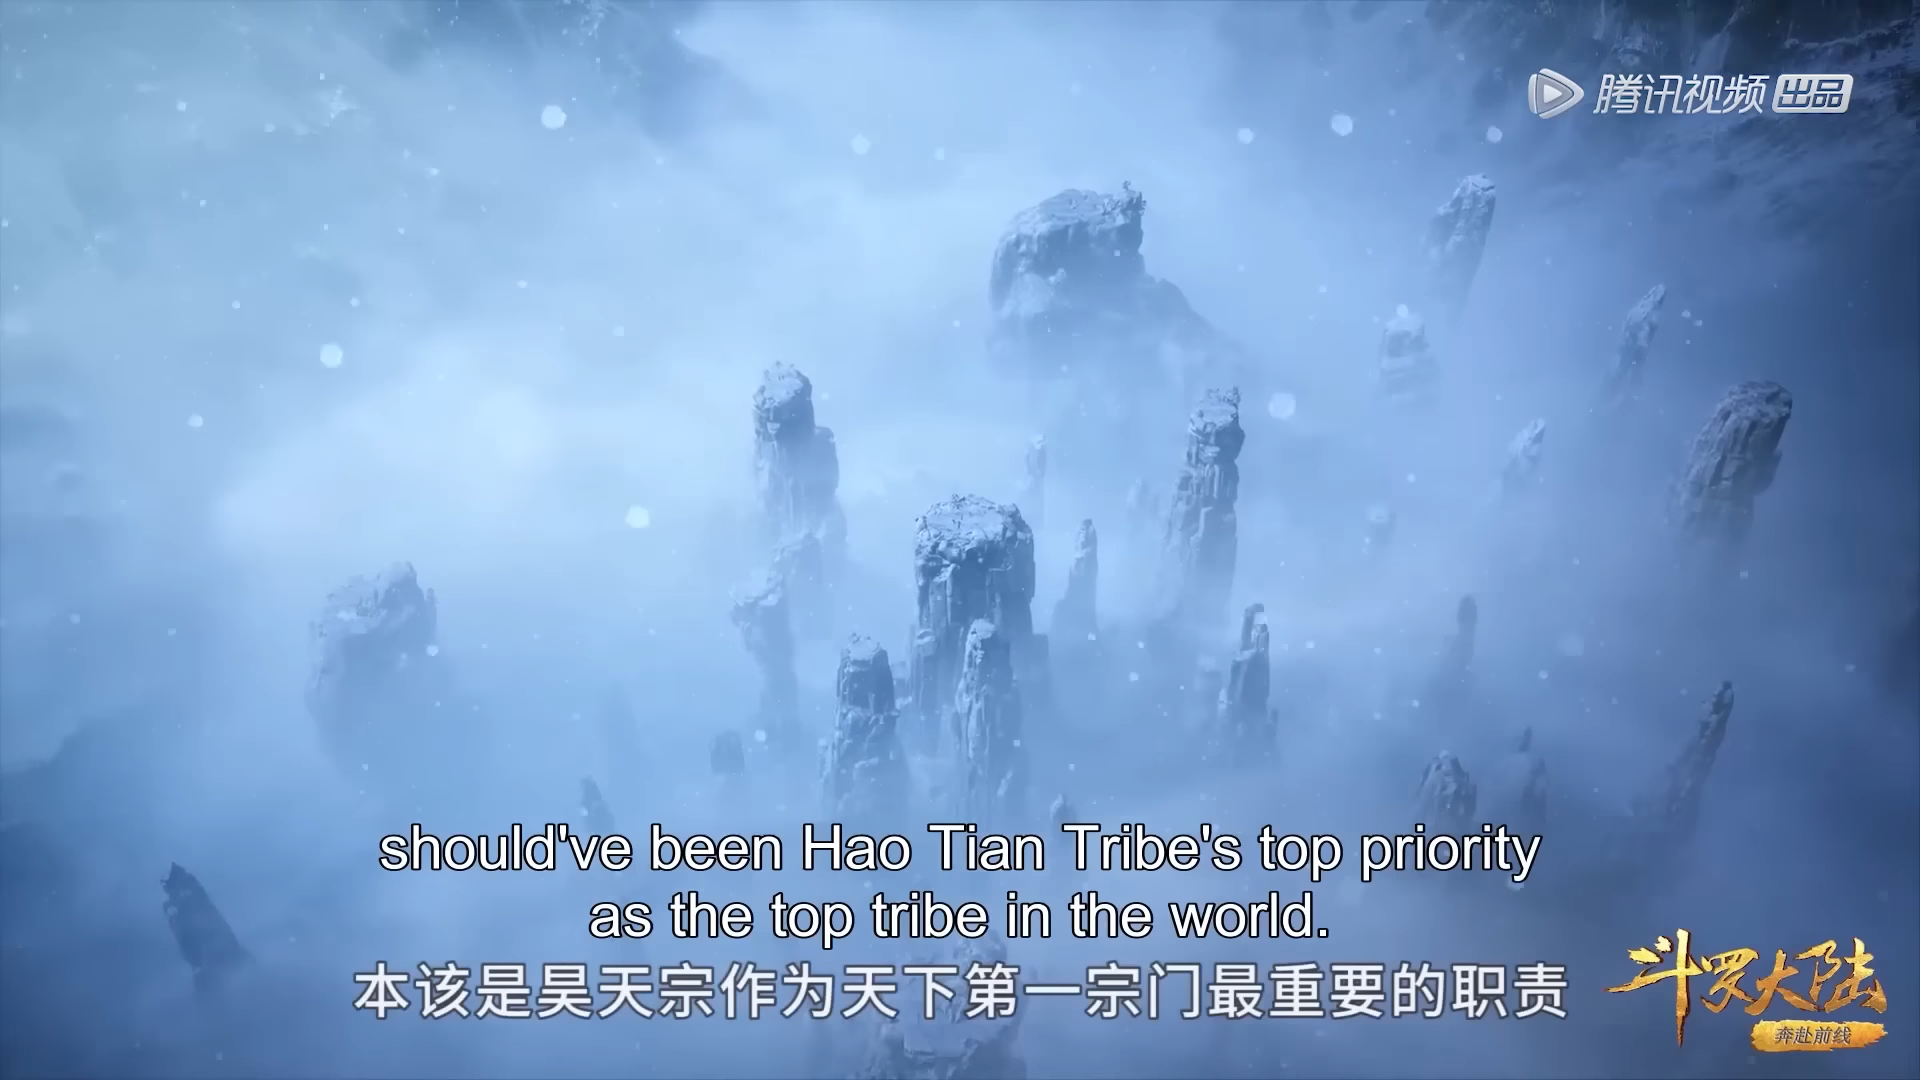 腾讯视频 出品
should've been Hao Tian Tribe's top priority
as the top tribe in the world.
本该是昊天宗作为天下第一宗门最重要的职责
斗罗大陆
奔赴前线